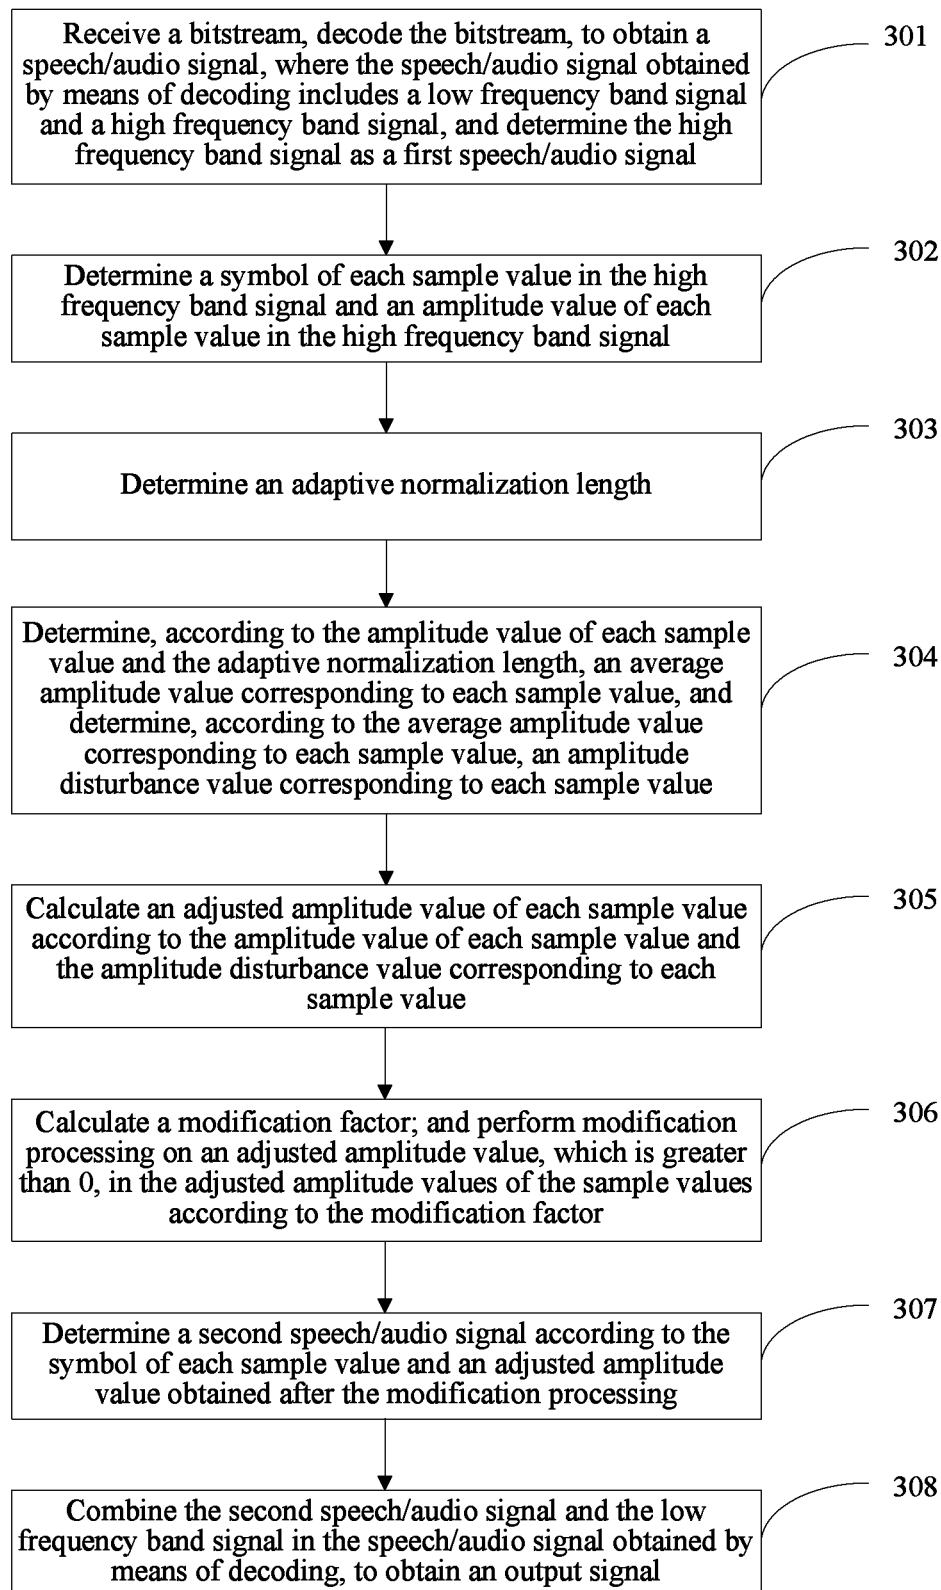 Receive a bitstream, decode the bitstream, to obtain a
speech/audio signal, where the speech/audio signal obtained
by means of decoding includes a low frequency band signal
and a high frequency band signal, and determine the high
frequency band signal as a first speech/audio signal
301
Determine a symbol of each sample value in the high
frequency band signal and an amplitude value of each
sample value in the high frequency band signal
302
Determine an adaptive normalization length
303
Determine, according to the amplitude value of each sample
value and the adaptive normalization length, an average
amplitude value corresponding to each sample value, and
determine, according to the average amplitude value
corresponding to each sample value, an amplitude
disturbance value corresponding to each sample value
304
Calculate an adjusted amplitude value of each sample value
according to the amplitude value of each sample value and
the amplitude disturbance value corresponding to each
sample value
305
Calculate a modification factor; and perform modification
processing on an adjusted amplitude value, which is greater
than 0, in the adjusted amplitude values of the sample values
according to the modification factor
306
Determine a second speech/audio signal according to the
symbol of each sample value and an adjusted amplitude
value obtained after the modification processing
307
Combine the second speech/audio signal and the low
frequency band signal in the speech/audio signal obtained by
means of decoding, to obtain an output signal
308